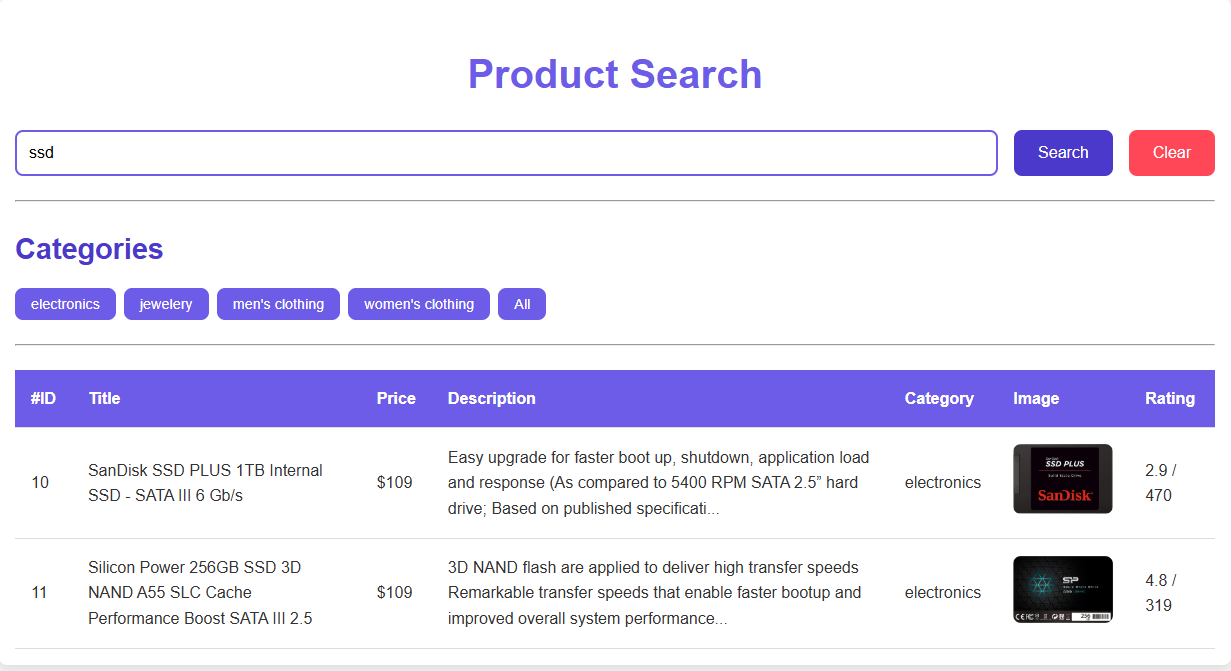 Product Search
ssd
Search
Clear
Categories
electronics
jewelery
men's clothing
women's clothing
All
#ID Title Price Description Category Image Rating
10
SanDisk SSD PLUS 1TB Internal
SSD - SATA III 6 Gb/s
$109
Easy upgrade for faster boot up, shutdown, application load
and response (As compared to 5400 RPM SATA 2.5” hard
drive; Based on published specificati...
electronics
SanDisk
SSD PLUS
Solid State Drive
SanDisk
2.9 /
470
11
Silicon Power 256GB SSD 3D
NAND A55 SLC Cache
Performance Boost SATA III 2.5
$109
3D NAND flash are applied to deliver high transfer speeds
Remarkable transfer speeds that enable faster bootup and
improved overall system performance...
electronics
SP
4.8 /
319